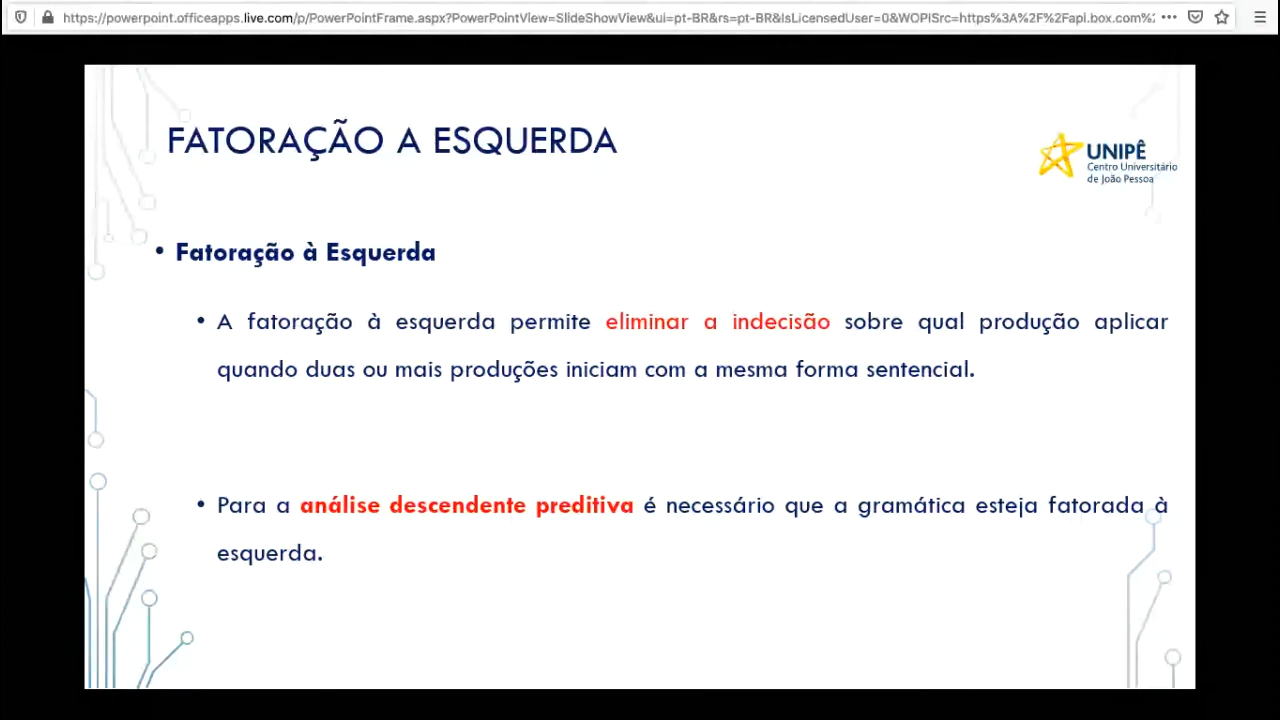 https://powerpoint.officeapps.live.com/p/PowerPointFrame.aspx?PowerPointView=SlideShowView&ui=pt-BR&rs=pt-BR&IsLicensedUser=0&WOPISrc=https%3A%2F%2Fapi.box.com%2
FATORAÇÃO A ESQUERDA
UNIPÊ
Centro Universitário
de João Pessoa
• Fatoração à Esquerda
• A fatoração à esquerda permite eliminar a indecisão sobre qual produção aplicar
quando duas ou mais produções iniciam com a mesma forma sentencial.
• Para a análise descendente preditiva é necessário que a gramática esteja fatorada à
esquerda.